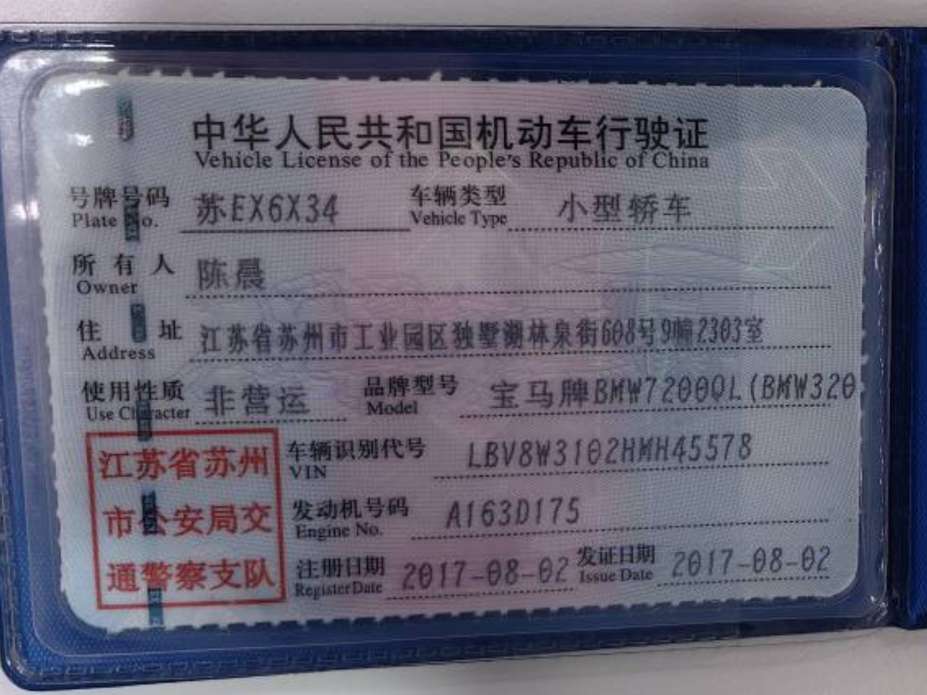 中华人民共和国机动车行驶证
Vehicle License of the People's Republic of China
号牌号码 苏EX6X34 车辆类型 小型轿车
Plate No. Vehicle Type
所有人 陈晨
Owner
住址 江苏省苏州市工业园区独墅湖林泉街608号9幢2303室
Address
使用性质 非营运 品牌型号 宝马牌BMW7200QL(BMW320
Use Character Model
江苏省苏州 车辆识别代号 LBV8W3102HMH45578
VIN
市公安局交 发动机号码 A163D175
Engine No.
通警察支队 注册日期 2017-08-02 发证日期 2017-08-02
Register Date Issue Date